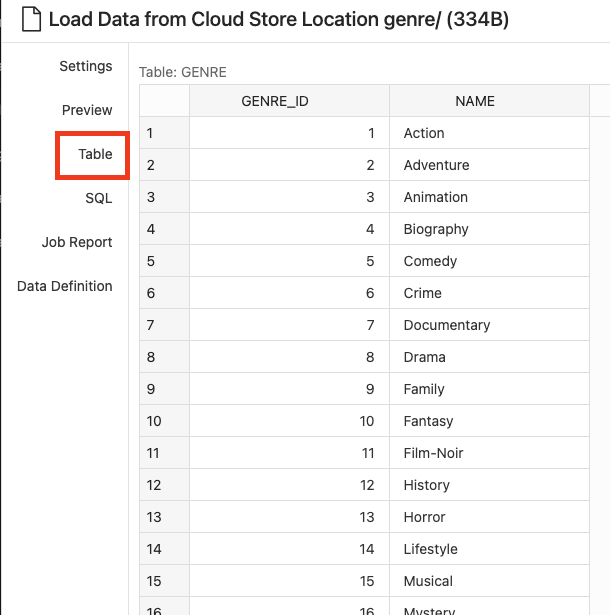 Load Data from Cloud Store Location genre/ (334B)
Settings
Preview
Table
SQL
Job Report
Data Definition
Table: GENRE
GENRE_ID NAME
1 1 Action
2 2 Adventure
3 3 Animation
4 4 Biography
5 5 Comedy
6 6 Crime
7 7 Documentary
8 8 Drama
9 9 Family
10 10 Fantasy
11 11 Film-Noir
12 12 History
13 13 Horror
14 14 Lifestyle
15 15 Musical
16 16 Mystery